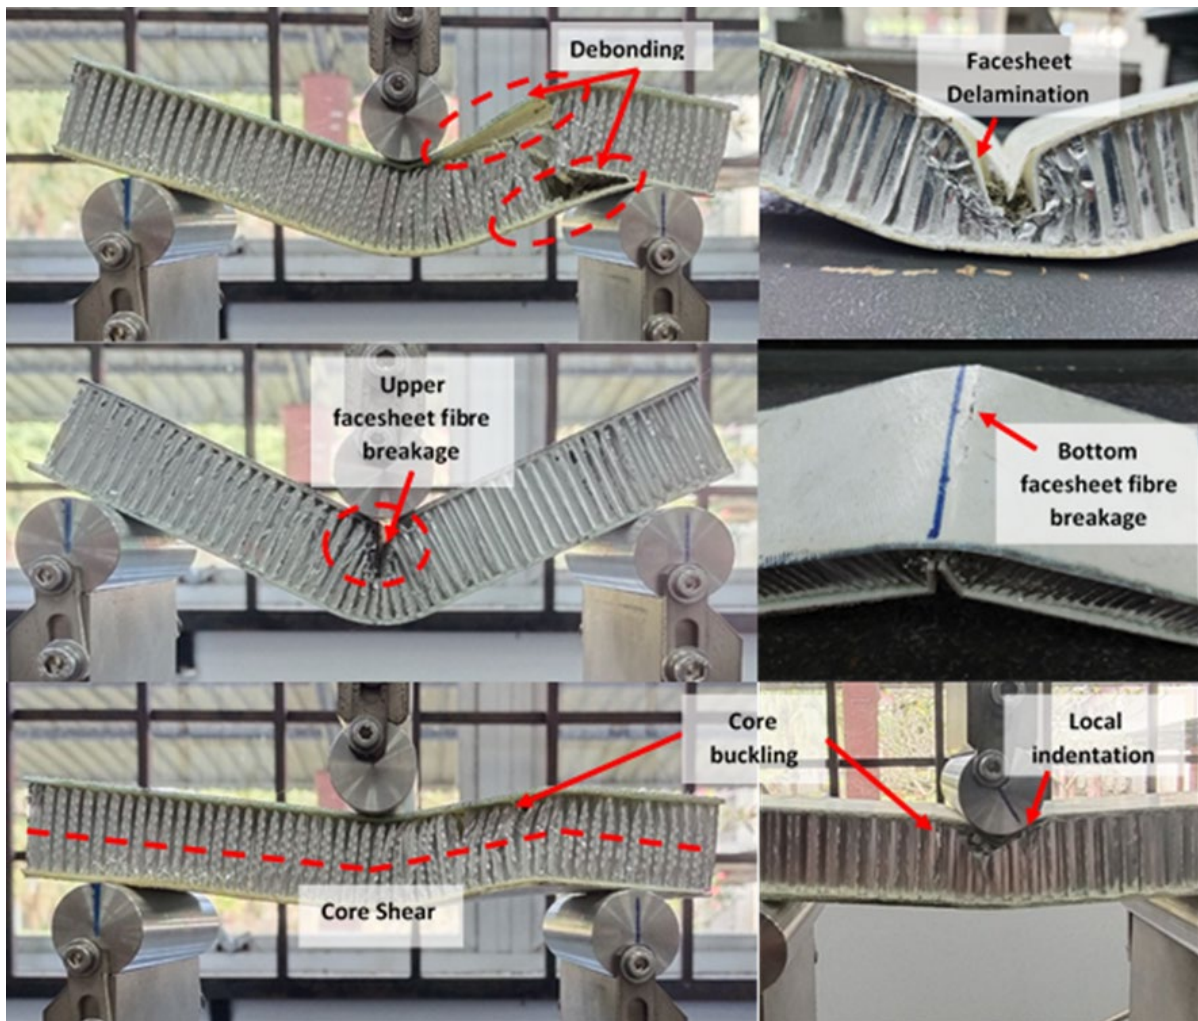 Debonding
Facesheet
Delamination
Upper
facesheet fibre
breakage
Bottom
facesheet fibre
breakage
Core
buckling
Local
indentation
Core Shear